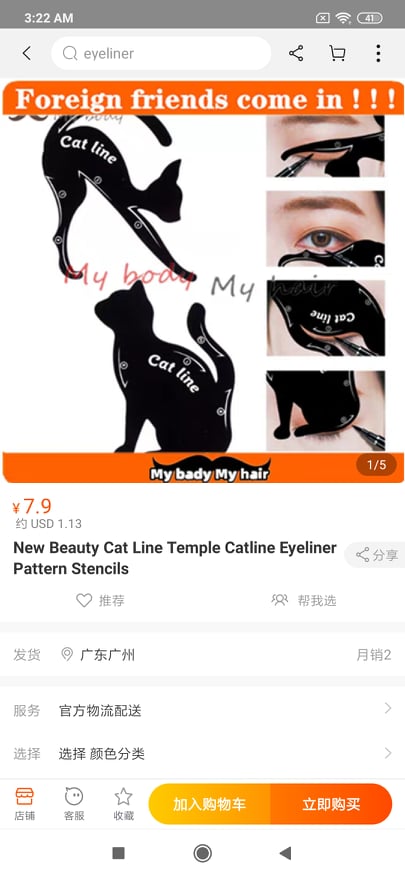 3:22 AM
41
eyeliner
Foreign friends come in ! ! !
My body
Cat line
My body My hair
Cat line
Cat line
My bady My hair
1/5
¥ 7.9
约 USD 1.13
New Beauty Cat Line Temple Catline Eyeliner
Pattern Stencils
分享
推荐
帮我选
发货
广东广州
月销2
服务
官方物流配送
选择
选择 颜色分类
店铺
客服
收藏
加入购物车
立即购买